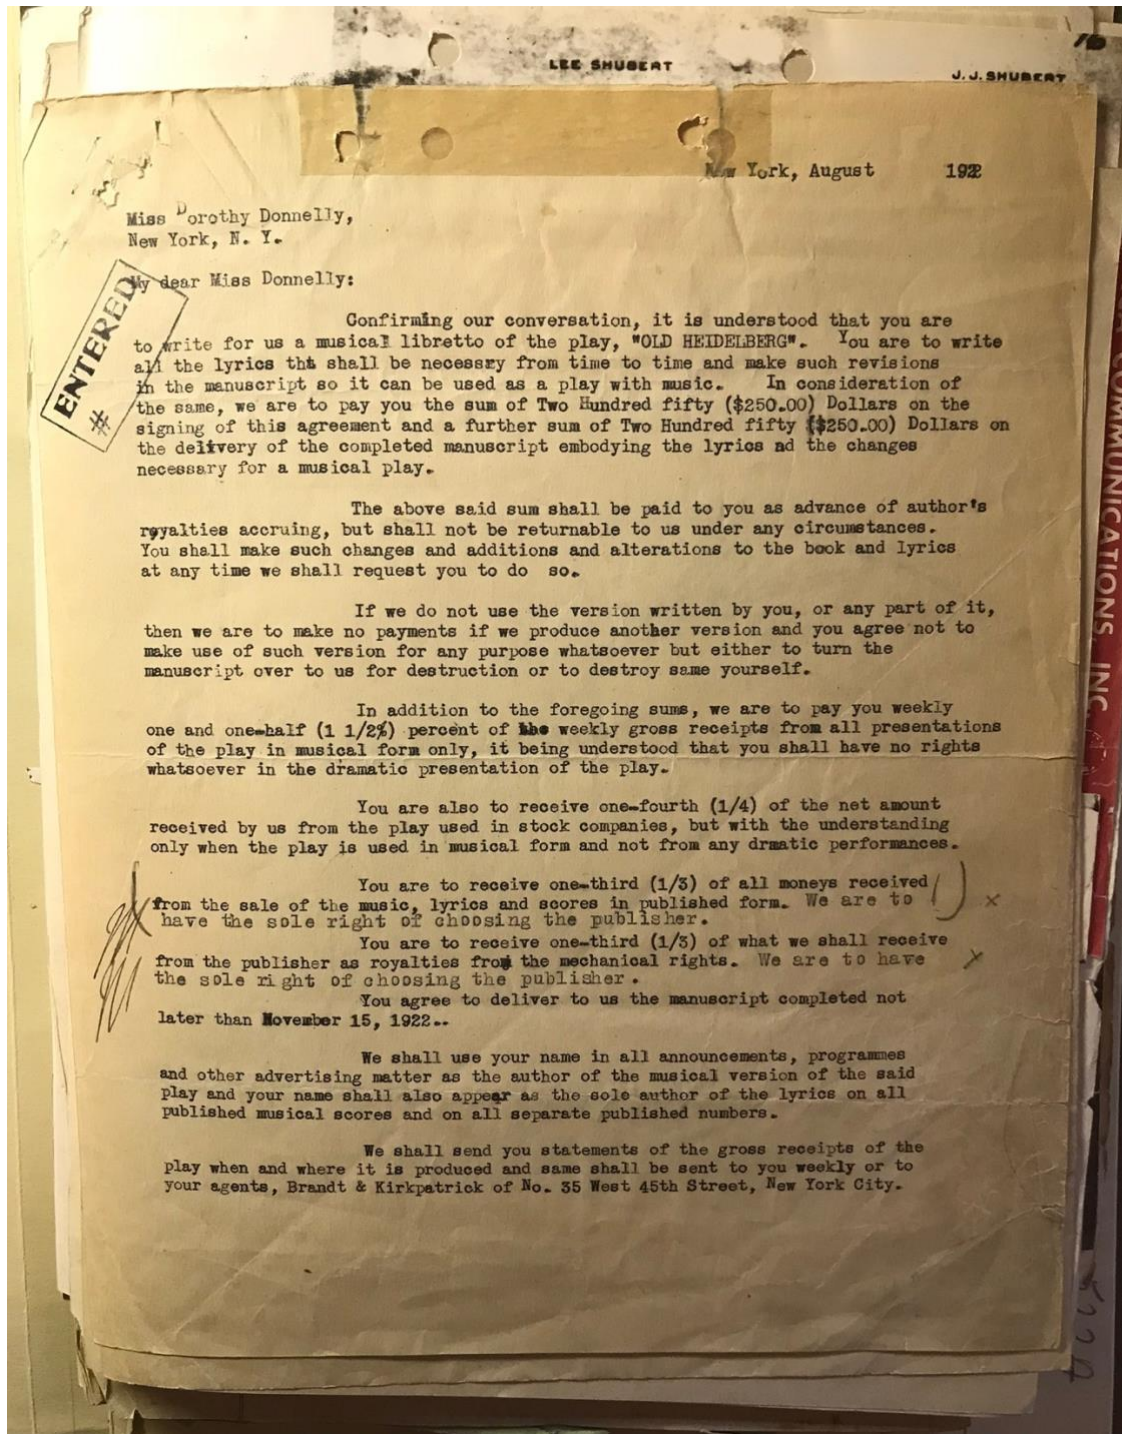 LEE SHUBERT
J. J. SHUBERT
New York, August 1922
Miss Dorothy Donnelly,
New York, N. Y.
My dear Miss Donnelly:
ENTERED
#
Confirming our conversation, it is understood that you are
to write for us a musical libretto of the play, "OLD HEIDELBERG". You are to write
all the lyrics tht shall be necessry from time to time and make such revisions
in the manuscript so it can be used as a play with music. In consideration of
the same, we are to pay you the sum of Two Hundred fifty ($250.00) Dollars on the
signing of this agreement and a further sum of Two Hundred fifty ($250.00) Dollars on
the delivery of the completed manuscript embodying the lyrics ad the changes
necessary for a musical play.
The above said sum shall be paid to you as advance of author's
royalties accruing, but shall not be returnable to us under any circumstances.
You shall make such changes and additions and alterations to the book and lyrics
at any time we shall request you to do so.
If we do not use the version written by you, or any part of it,
then we are to make no payments if we produce another version and you agree not to
make use of such version for any purpose whatsoever but either to turn the
manuscript over to us for destruction or to destroy same yourself.
In addition to the foregoing sums, we are to pay you weekly
one and one-half (1 1/2%) percent of the weekly gross receipts from all presentations
of the play in musical form only, it being understood that you shall have no rights
whatsoever in the dramatic presentation of the play.
You are also to receive one-fourth (1/4) of the net amount
received by us from the play used in stock companies, but with the understanding
only when the play is used in musical form and not from any drmatic performances.
You are to receive one-third (1/3) of all moneys received
from the sale of the music, lyrics and scores in published form. We are to
have the sole right of choosing the publisher.
You are to receive one-third (1/3) of what we shall receive
from the publisher as royalties from the mechanical rights. We are to have
the sole right of choosing the publisher.
You agree to deliver to us the manuscript completed not
later than November 15, 1922..
We shall use your name in all announcements, programmes
and other advertising matter as the author of the musical version of the said
play and your name shall also appear as the sole author of the lyrics on all
published musical scores and on all separate published numbers.
We shall send you statements of the gross receipts of the
play when and where it is produced and same shall be sent to you weekly or to
your agents, Brandt & Kirkpatrick of No. 35 West 45th Street, New York City.
COMMUNICATIONS, INC.